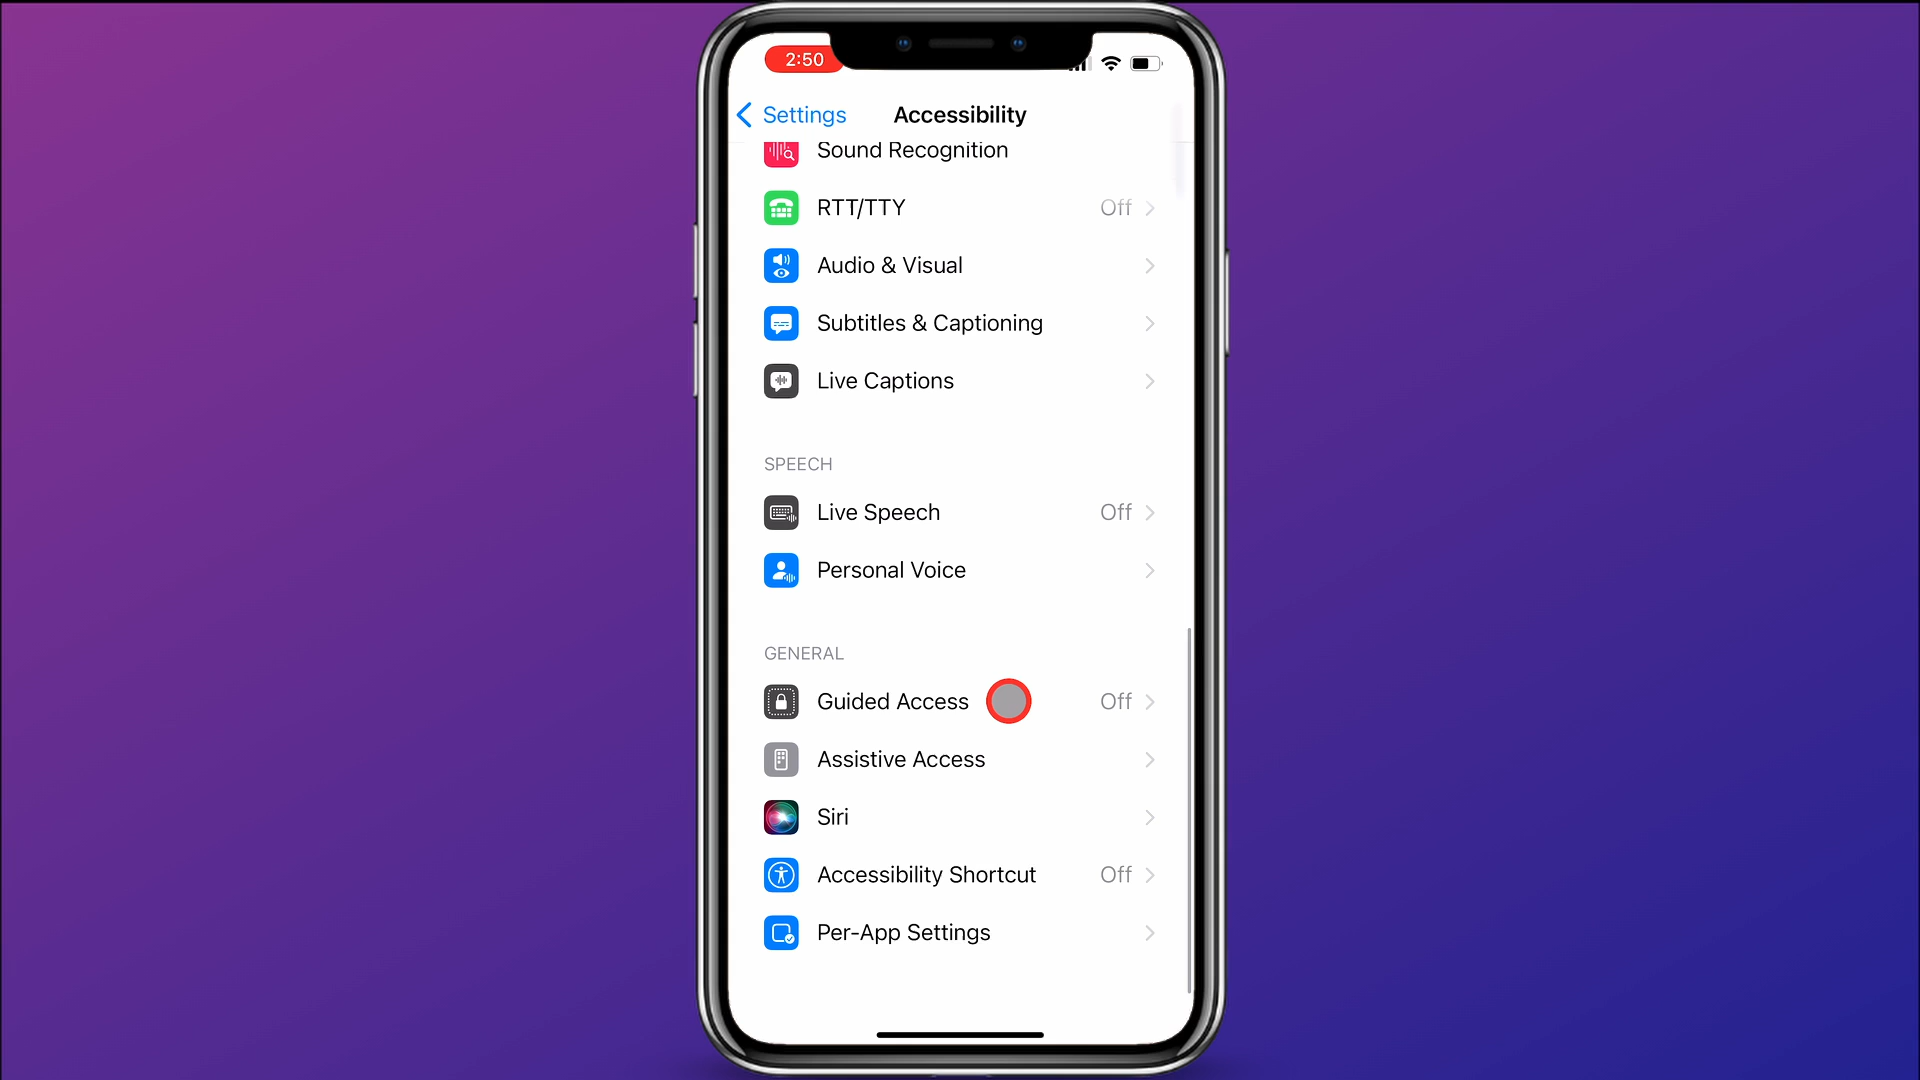 2:50
Settings
Accessibility
Sound Recognition
RTT/TTY Off
Audio & Visual
Subtitles & Captioning
Live Captions
SPEECH
Live Speech Off
Personal Voice
GENERAL
Guided Access Off
Assistive Access
Siri
Accessibility Shortcut Off
Per-App Settings